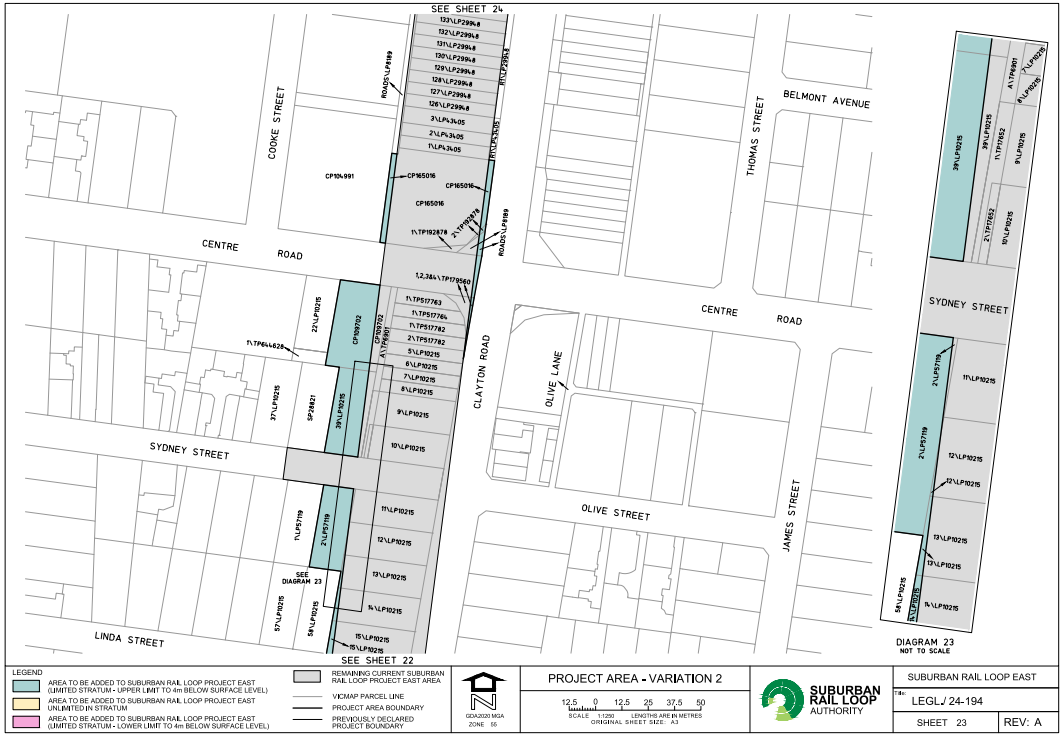 SEE SHEET 24
133\LP29948
132\LP29948
131\LP29948
130\LP29948
129\LP29948
128\LP29948
127\LP29948
126\LP29948
3\LP43405
2\LP43405
1\LP43405
ROADS\LP8189
R1\LP29948
R1\LP43405
COOKE STREET
THOMAS STREET
BELMONT AVENUE
CP104991
CP165016
CP165016
CP165016
1\TP192878
2\TP192878
ROADS\LP8189
CENTRE ROAD
1,2,3&4\TP179560
22\LP10215
CP109702
CP109702
A\TP6901
1\TP517763
1\TP517764
1\TP517782
2\TP517782
5\LP10215
6\LP10215
7\LP10215
8\LP10215
9\LP10215
10\LP10215
1\TP644628
37\LP10215
SP28821
39\LP10215
CLAYTON ROAD
OLIVE LANE
CENTRE ROAD
SYDNEY STREET
1\LP57119
2\LP57119
11\LP10215
12\LP10215
13\LP10215
14\LP10215
15\LP10215
15\LP10215
SEE
DIAGRAM 23
57\LP10215
58\LP10215
OLIVE STREET
JAMES STREET
LINDA STREET
SEE SHEET 22
39\LP10215
39\LP10215
A\TP6901
7\LP10215
8\LP10215
1\TP17652
9\LP10215
2\TP17652
10\LP10215
SYDNEY STREET
2\LP57119
11\LP10215
2\LP57119
12\LP10215
12\LP10215
13\LP10215
13\LP10215
58\LP10215
14\LP10215
14\LP10215
DIAGRAM 23
NOT TO SCALE
LEGEND
AREA TO BE ADDED TO SUBURBAN RAIL LOOP PROJECT EAST
(LIMITED STRATUM - UPPER LIMIT TO 4m BELOW SURFACE LEVEL)
AREA TO BE ADDED TO SUBURBAN RAIL LOOP PROJECT EAST
UNLIMITED IN STRATUM
AREA TO BE ADDED TO SUBURBAN RAIL LOOP PROJECT EAST
(LIMITED STRATUM - LOWER LIMIT TO 4m BELOW SURFACE LEVEL)
REMAINING CURRENT SUBURBAN
RAIL LOOP PROJECT EAST AREA
VICMAP PARCEL LINE
PROJECT AREA BOUNDARY
PREVIOUSLY DECLARED
PROJECT BOUNDARY
GDA2020 MGA
ZONE 55
PROJECT AREA - VARIATION 2
12.5 0 12.5 25 37.5 50
SCALE 1:1250 LENGTHS ARE IN METRES
ORIGINAL SHEET SIZE: A3
SUBURBAN
RAIL LOOP
AUTHORITY
SUBURBAN RAIL LOOP EAST
Title:
LEGL./ 24-194
SHEET 23
REV: A